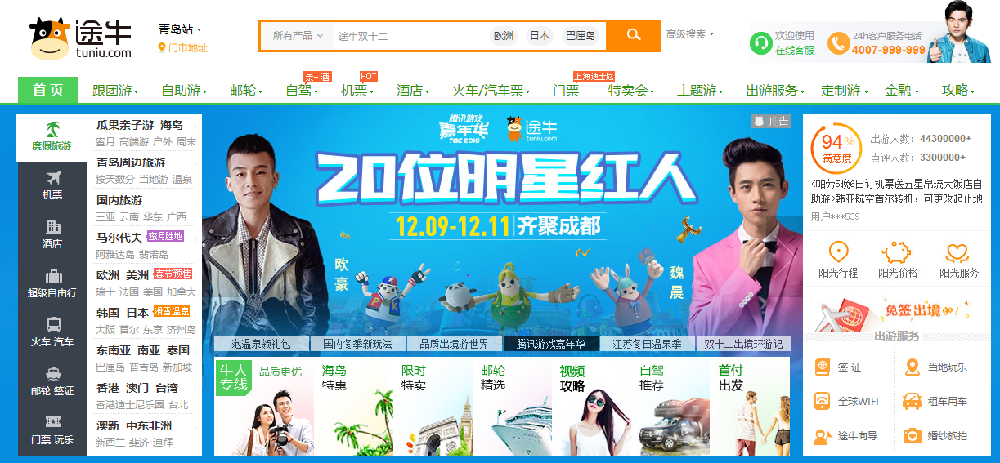 途牛
tuniu.com
青岛站
门市地址
所有产品
途牛双十二
欧洲
日本
巴厘岛
高级搜索
欢迎使用
在线客服
24h客户服务电话
4007-999-999
景+酒
HOT
上海迪士尼
首页
跟团游
自助游
邮轮
自驾
机票
酒店
火车/汽车票
门票
特卖会
主题游
出游服务
定制游
金融
攻略
度假旅游
机票
酒店
超级自由行
火车 汽车
邮轮 签证
门票 玩乐
瓜果亲子游 海岛
蜜月 高端游 户外 周末
青岛周边旅游
按天数分 当地游 温泉
国内旅游
三亚 云南 华东 广西
马尔代夫 蜜月胜地
阿雅达岛 翡诺岛
欧洲 美洲 春节预售
瑞士 法国 美国 加拿大
韩国 日本 滑雪温泉
大阪 首尔 东京 济州岛
东南亚 南亚 泰国
巴厘岛 普吉岛 新加坡
香港 澳门 台湾
香港迪士尼乐园 台北
澳新 中东非洲
新西兰 斐济 迪拜
腾讯游戏
嘉年华
TGC 2016
途牛
tuniu.com
广告
20位明星红人
12.09-12.11 齐聚成都
欧豪
魏晨
P K
泡温泉领礼包
国内冬季新玩法
品质出境游世界
腾讯游戏嘉年华
江苏冬日温泉季
双十二出境环游记
牛人
专线
品质更优
海岛
特惠
限时
特卖
邮轮
精选
视频
攻略
自驾
推荐
首付
出发
94%
满意度
出游人数：44300000+
点评人数：3300000+
<帕劳5晚6日订机票送五星帛琉大饭店自
助游>韩亚航空首尔转机，可更改起止地
用户***539
阳光行程
阳光价格
阳光服务
免签出境GO!
出游服务
签 证
当地玩乐
全球WIFI
租车用车
途牛向导
婚纱旅拍